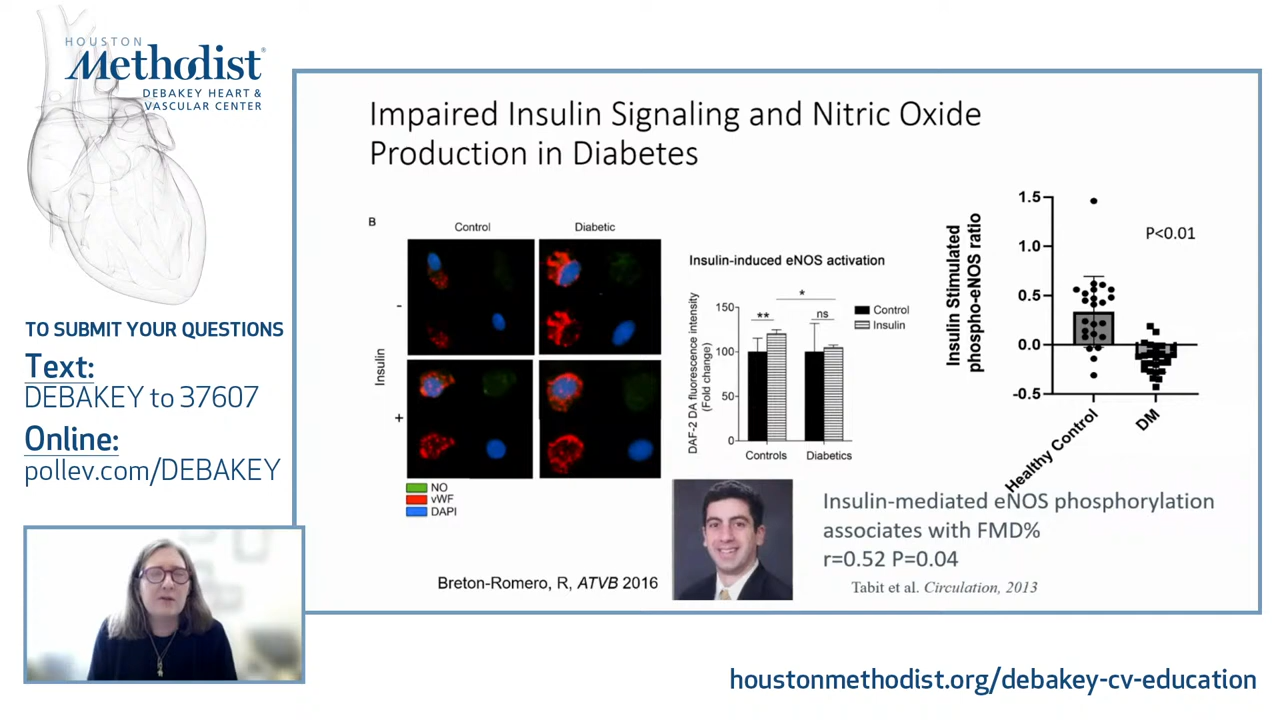 HOUSTON
Methodist®
DEBAKEY HEART &
VASCULAR CENTER
TO SUBMIT YOUR QUESTIONS
Text:
DEBAKEY to 37607
Online:
pollev.com/DEBAKEY
Impaired Insulin Signaling and Nitric Oxide
Production in Diabetes
B
Control
Diabetic
Insulin
-
+
NO
vWF
DAPI
Insulin-induced eNOS activation
DAF-2 DA fluorescence intensity
(Fold change)
150
100
50
0
**
*
ns
Control
Insulin
Controls
Diabetics
Insulin Stimulated
phospho-eNOS ratio
1.5
1.0
0.5
0.0
-0.5
P<0.01
Healthy Control
DM
Insulin-mediated eNOS phosphorylation
associates with FMD%
r=0.52 P=0.04
Tabit et al. Circulation, 2013
Breton-Romero, R, ATVB 2016
houstonmethodist.org/debakey-cv-education